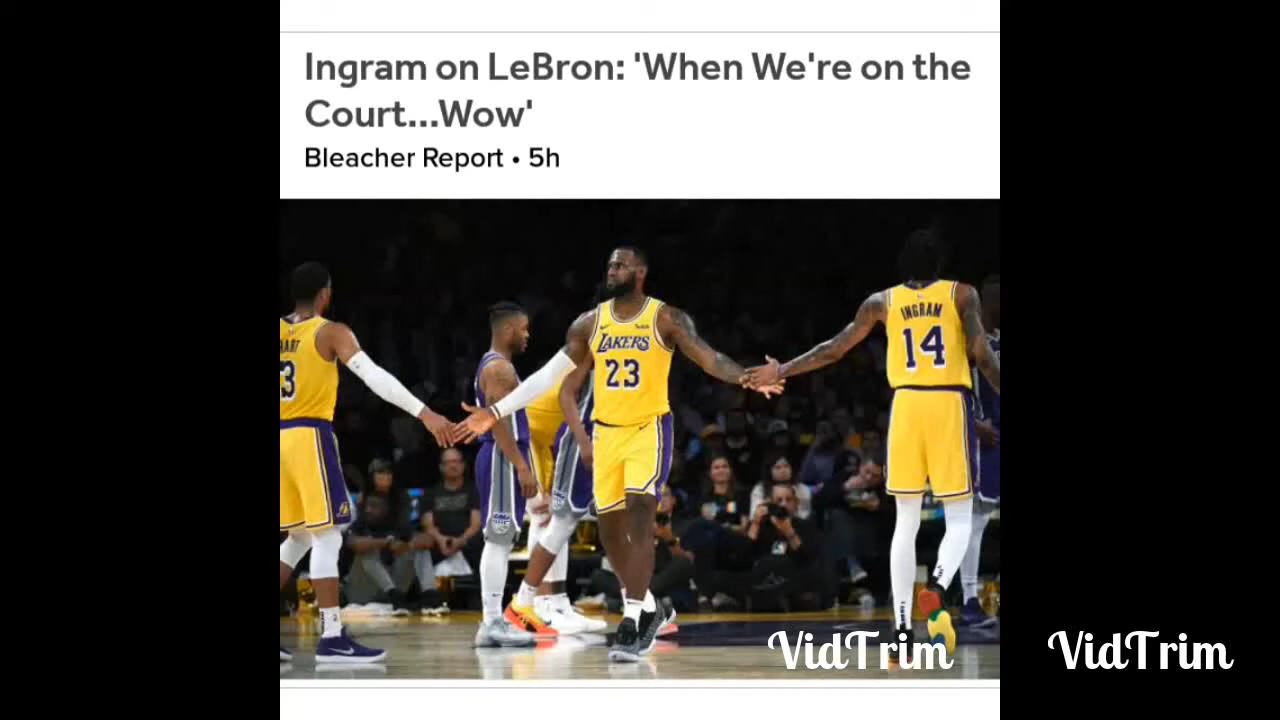 Ingram on LeBron: 'When We're on the
Court...Wow'
Bleacher Report • 5h
LAKERS
23
INGRAM
14
3
VidTrim
VidTrim